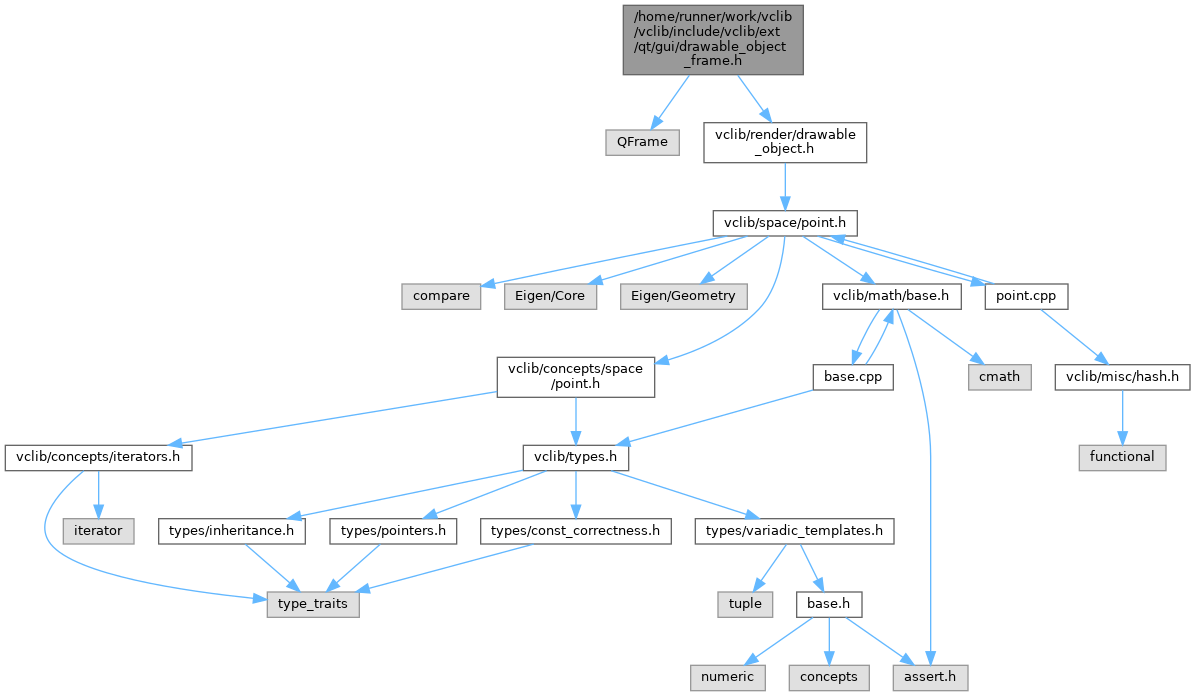 /home/runner/work/vclib
/vclib/include/vclib/ext
/qt/gui/drawable_object
_frame.h
QFrame
vclib/render/drawable
_object.h
vclib/space/point.h
compare
Eigen/Core
Eigen/Geometry
vclib/math/base.h
point.cpp
vclib/concepts/space
/point.h
base.cpp
cmath
vclib/misc/hash.h
vclib/concepts/iterators.h
vclib/types.h
functional
iterator
types/inheritance.h
types/pointers.h
types/const_correctness.h
types/variadic_templates.h
type_traits
tuple
base.h
numeric
concepts
assert.h